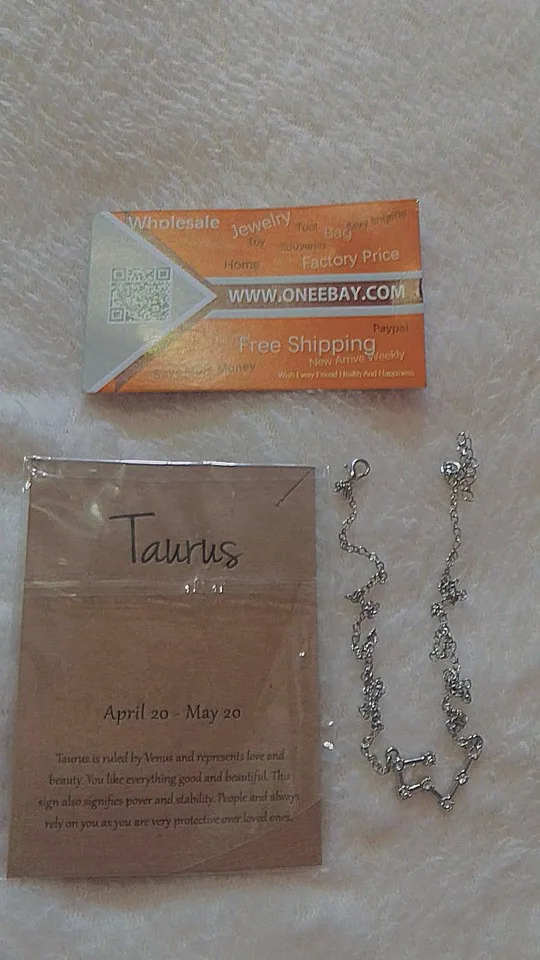 Wholesale Jewelry
Toy Souvenir Bag
Home Factory Price
WWW.ONEEBAY.COM
Paypal
Free Shipping
New Arrive Weekly
Money
Wish Every Friend Health And Happiness
Taurus
April 20 - May 20
Taurus is ruled by Venus and represents love and
beauty. You like everything good and beautiful. This
sign also signifies power and stability. People and always
rely on you as you are very protective over loved ones.